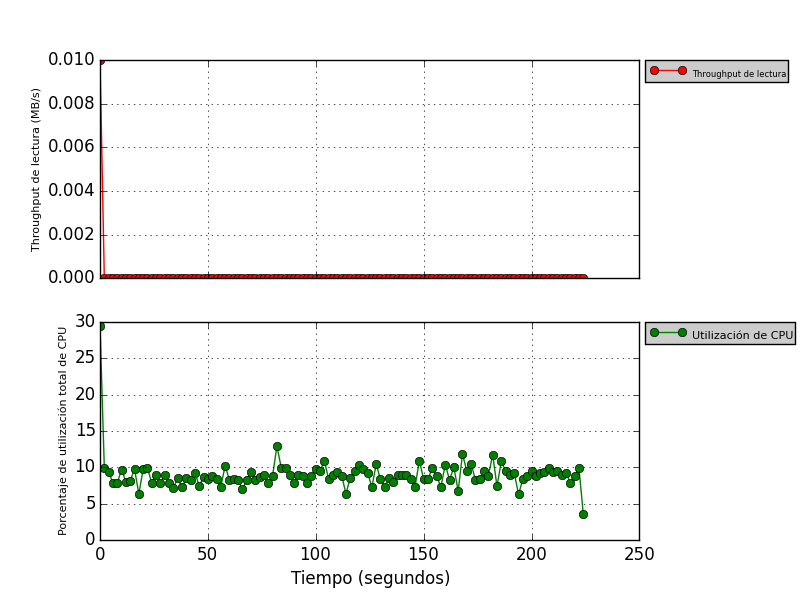 0.010
0.008
0.006
0.004
0.002
0.000
Throughput de lectura (MB/s)
Throughput de lectura
30
25
20
15
10
5
0
Porcentaje de utilización total de CPU
Utilización de CPU
0 50 100 150 200 250
Tiempo (segundos)